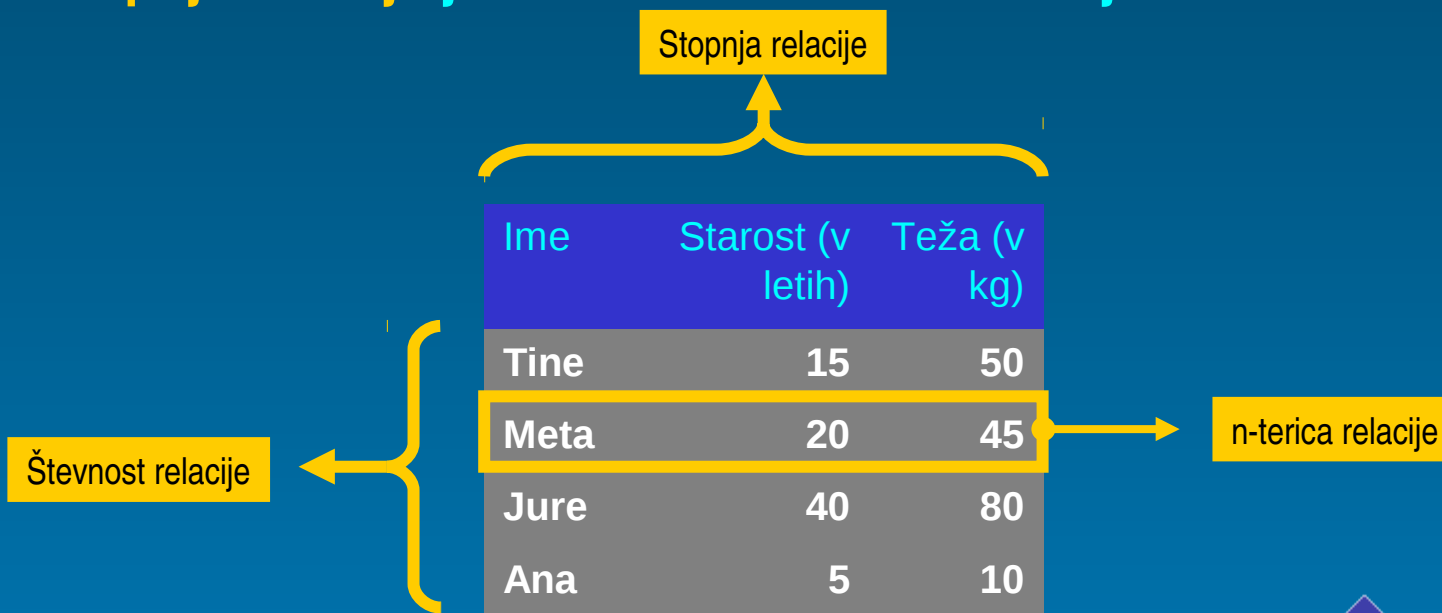 Stopnja relacije
Ime Starost (v Teža (v
letih) kg)
Tine 15 50
Meta 20 45
n-terica relacije
Števnost relacije
Jure 40 80
Ana 5 10